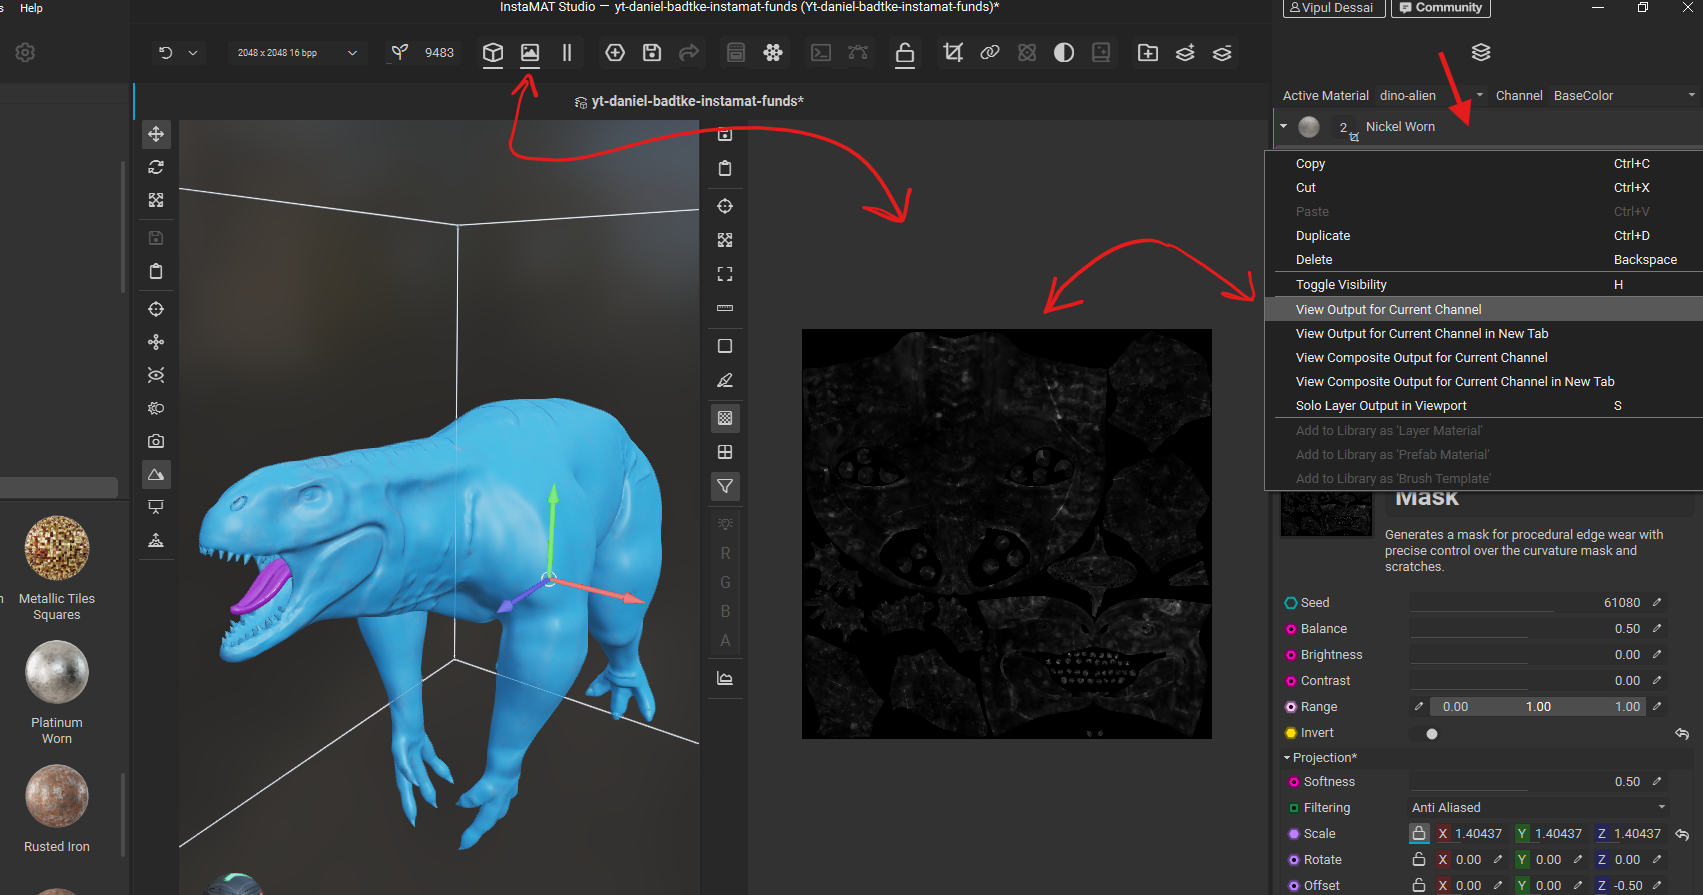 Help
InstaMAT Studio — yt-daniel-badtke-instamat-funds (Yt-daniel-badtke-instamat-funds)*
Vipul Dessai
Community
2048 x 2048 16 bpp
9483
yt-daniel-badtke-instamat-funds*
Active Material dino-alien Channel BaseColor
2 Nickel Worn
Copy Ctrl+C
Cut Ctrl+X
Paste Ctrl+V
Duplicate Ctrl+D
Delete Backspace
Toggle Visibility H
View Output for Current Channel
View Output for Current Channel in New Tab
View Composite Output for Current Channel
View Composite Output for Current Channel in New Tab
Solo Layer Output in Viewport S
Add to Library as 'Layer Material'
Add to Library as 'Prefab Material'
Add to Library as 'Brush Template'
Mask
Generates a mask for procedural edge wear with
precise control over the curvature mask and
scratches.
Seed 61080
Balance 0.50
Brightness 0.00
Contrast 0.00
Range 0.00 1.00 1.00
Invert
Projection*
Softness 0.50
Filtering Anti Aliased
Scale X 1.40437 Y 1.40437 Z 1.40437
Rotate X 0.00 Y 0.00 Z 0.00
Offset X 0.00 Y 0.00 Z -0.50
R
G
B
A
Metallic Tiles
Squares
Platinum
Worn
Rusted Iron